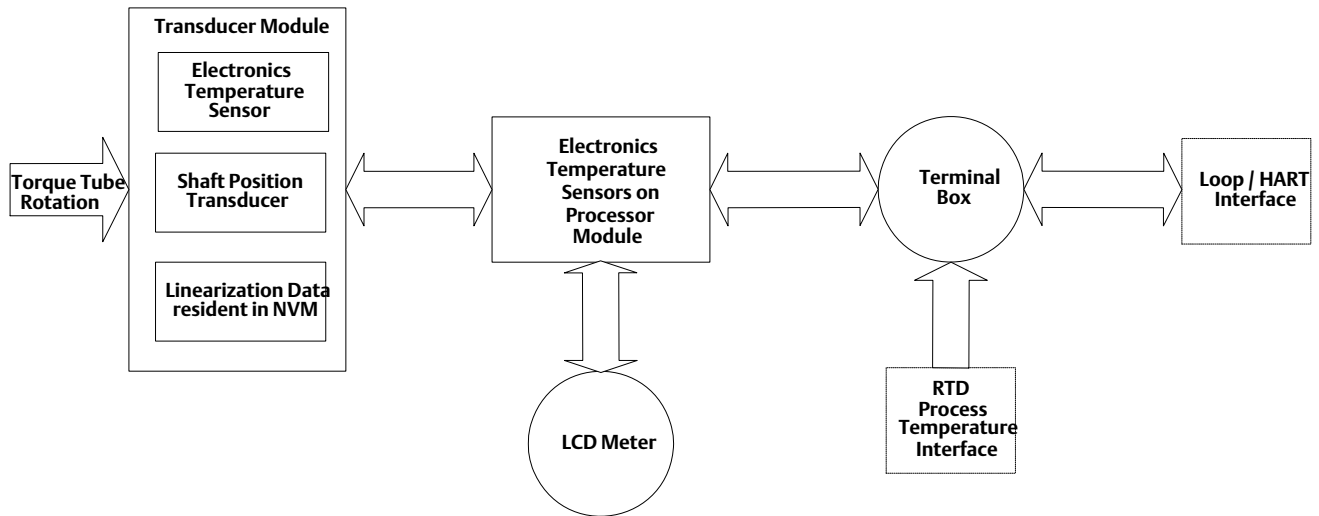 Transducer Module
Electronics
Temperature
Sensor
Torque Tube
Rotation
Shaft Position
Transducer
Linearization Data
resident in NVM
Electronics
Temperature
Sensors on
Processor
Module
LCD Meter
Terminal
Box
Loop / HART
Interface
RTD
Process
Temperature
Interface